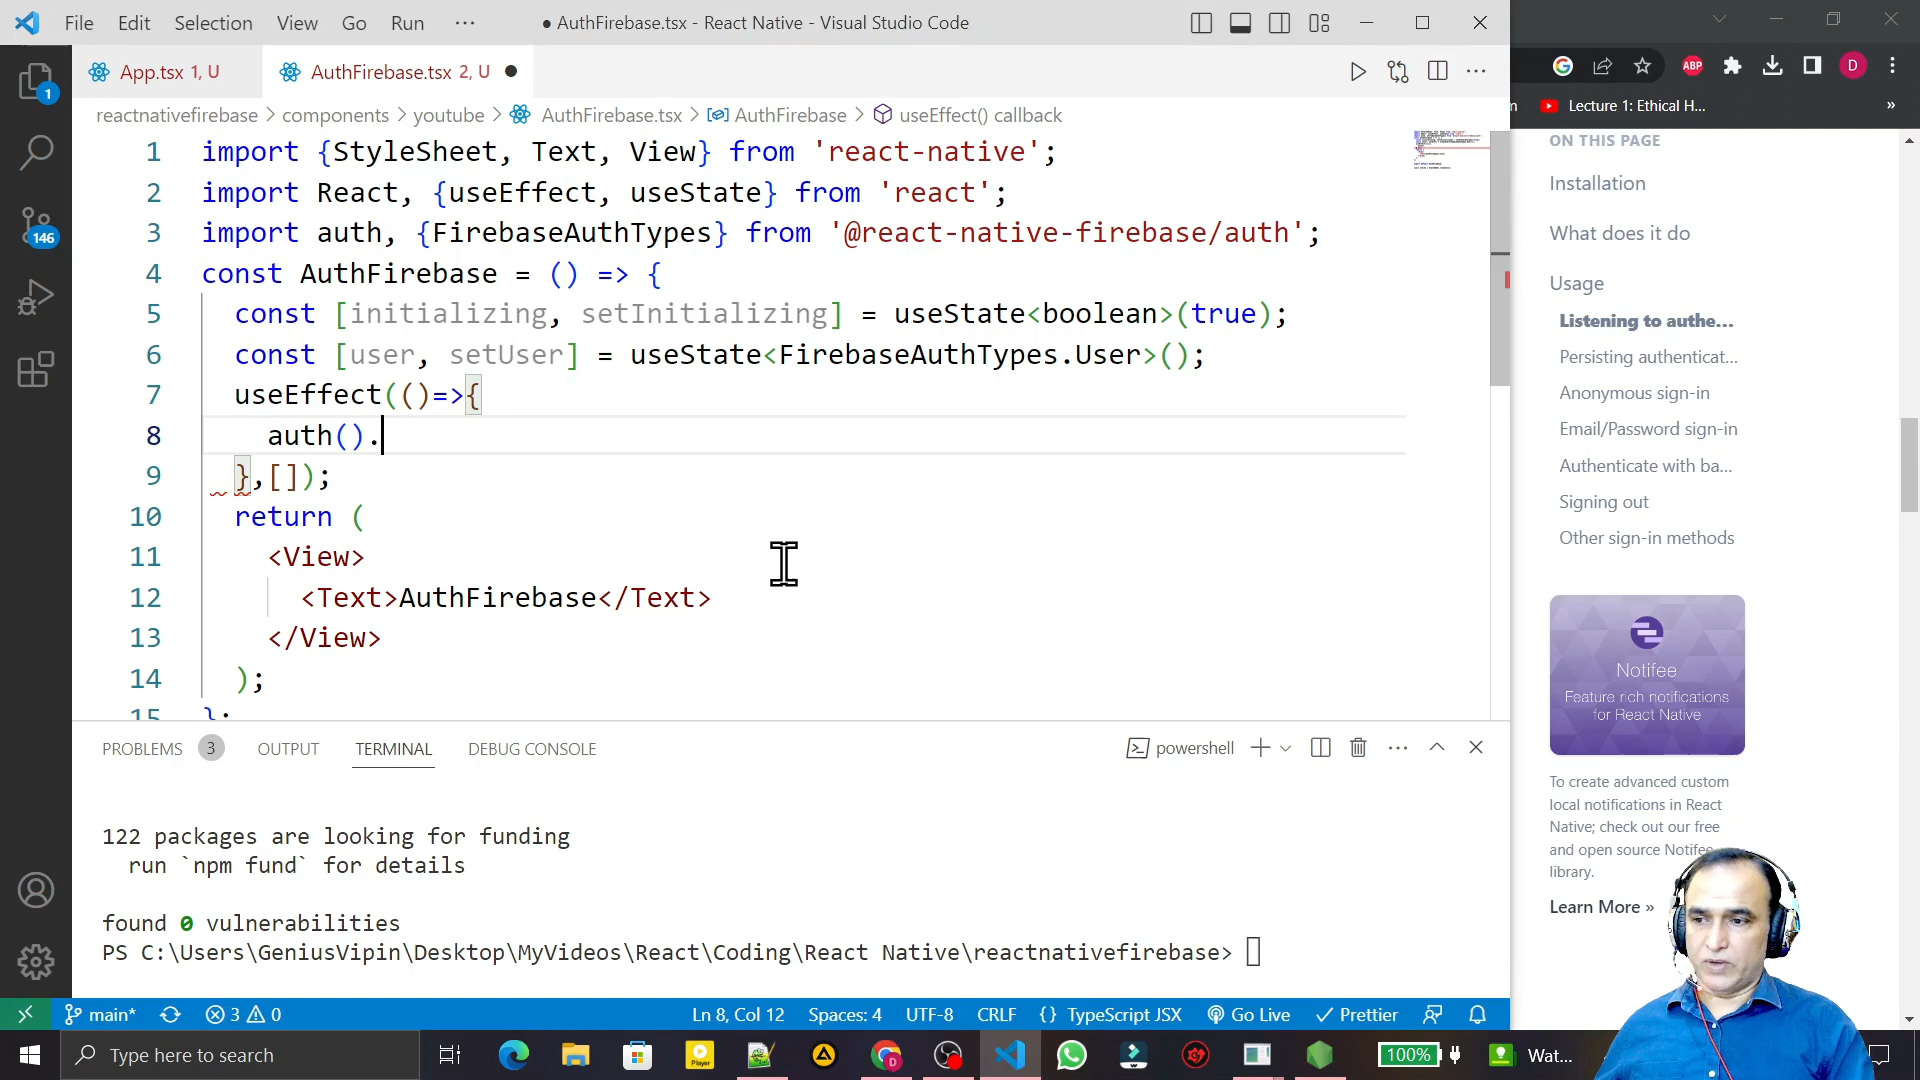 File Edit Selection View Go Run ··· ● AuthFirebase.tsx - React Native - Visual Studio Code
App.tsx 1, U AuthFirebase.tsx 2, U ●
reactnativefirebase > components > youtube > AuthFirebase.tsx > AuthFirebase > useEffect() callback
1 import {StyleSheet, Text, View} from 'react-native';
2 import React, {useEffect, useState} from 'react';
3 import auth, {FirebaseAuthTypes} from '@react-native-firebase/auth';
4 const AuthFirebase = () => {
5 const [initializing, setInitializing] = useState<boolean>(true);
6 const [user, setUser] = useState<FirebaseAuthTypes.User>();
7 useEffect(()=>{
8 auth().
9 },[]);
10 return (
11 <View>
12 <Text>AuthFirebase</Text>
13 </View>
14 );
15 };
1
146
PROBLEMS 3 OUTPUT TERMINAL DEBUG CONSOLE powershell
122 packages are looking for funding
run `npm fund` for details
found 0 vulnerabilities
PS C:\Users\GeniusVipin\Desktop\MyVideos\React\Coding\React Native\reactnativefirebase>
main* 3 0 Ln 8, Col 12 Spaces: 4 UTF-8 CRLF {} TypeScript JSX Go Live Prettier
Type here to search
Player
D
100%
Wat...
G ABP D
Lecture 1: Ethical H... »
ON THIS PAGE
Installation
What does it do
Usage
Listening to authe...
Persisting authenticat...
Anonymous sign-in
Email/Password sign-in
Authenticate with ba...
Signing out
Other sign-in methods
Notifee
Feature rich notifications
for React Native
To create advanced custom
local notifications in React
Native; check out our free
and open source Notifee
library.
Learn More »